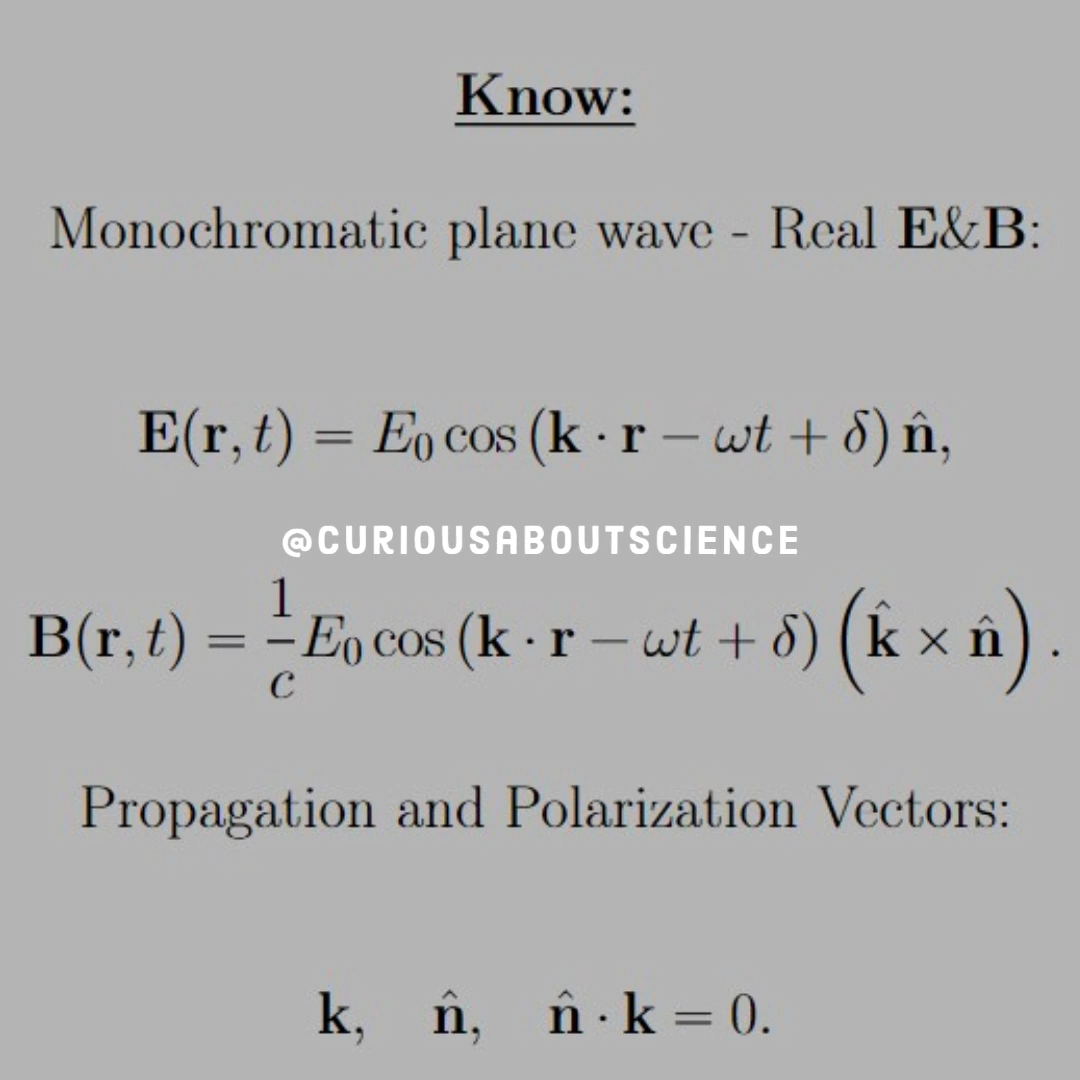 Know:
Monochromatic plane wave - Real E&B:
E(r, t) = E₀ cos (k · r − ωt + δ) n̂,
@CURIOUSABOUTSCIENCE
B(r, t) = 1/c E₀ cos (k · r − ωt + δ) (k̂ × n̂) .
Propagation and Polarization Vectors:
k, n̂, n̂ · k = 0.